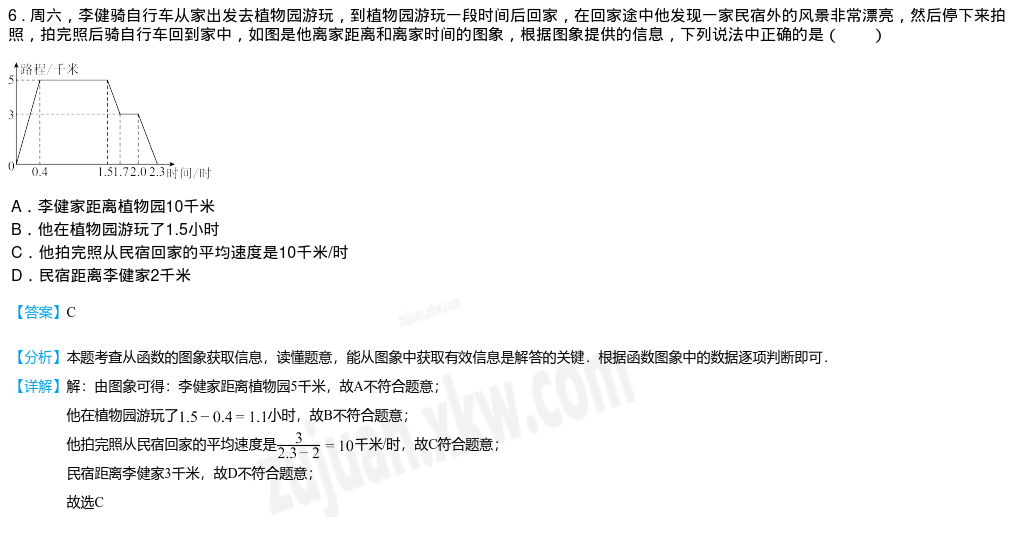 6．周六，李健骑自行车从家出发去植物园游玩，到植物园游玩一段时间后回家，在回家途中他发现一家民宿外的风景非常漂亮，然后停下来拍
照，拍完照后骑自行车回到家中，如图是他离家距离和离家时间的图象，根据图象提供的信息，下列说法中正确的是（　　）
路程/千米
5
3
0 0.4 1.5 1.7 2.0 2.3 时间/时
A．李健家距离植物园10千米
B．他在植物园游玩了1.5小时
C．他拍完照从民宿回家的平均速度是10千米/时
D．民宿距离李健家2千米
【答案】C
zujuan.xkw.com
【分析】本题考查从函数的图象获取信息，读懂题意，能从图象中获取有效信息是解答的关键．根据函数图象中的数据逐项判断即可．
【详解】解：由图象可得：李健家距离植物园5千米，故A不符合题意；
他在植物园游玩了1.5－0.4＝1.1小时，故B不符合题意；
他拍完照从民宿回家的平均速度是3/(2.3－2)＝10千米/时，故C符合题意；
民宿距离李健家3千米，故D不符合题意；
故选C
zujuan.xkw.com